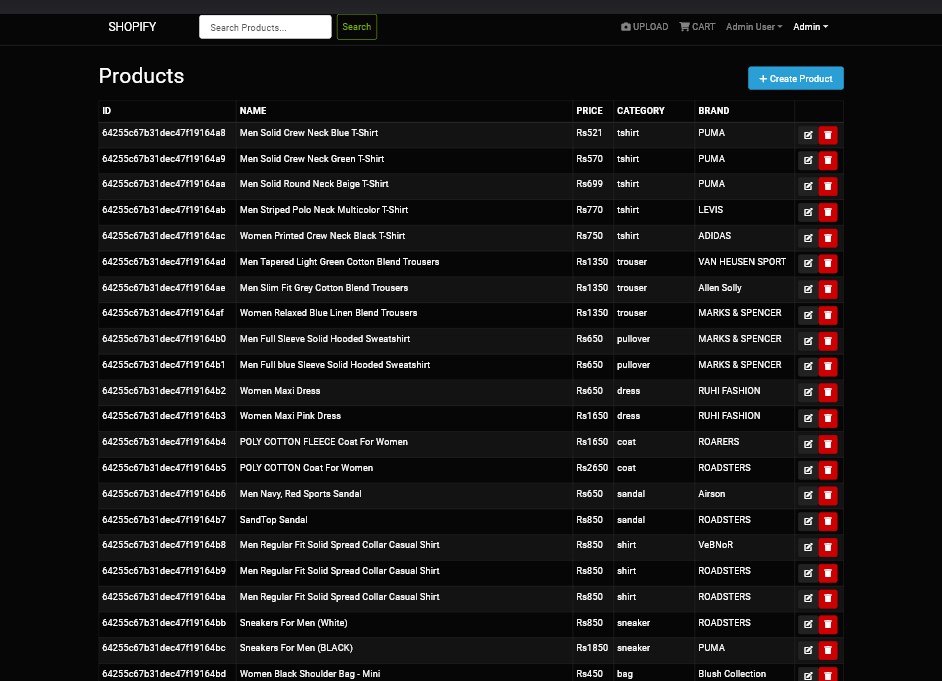 SHOPIFY Search Products... Search UPLOAD CART Admin User Admin
Products
+ Create Product
ID NAME PRICE CATEGORY BRAND
64255c67b31dec47f19164a8 Men Solid Crew Neck Blue T-Shirt Rs521 tshirt PUMA
64255c67b31dec47f19164a9 Men Solid Crew Neck Green T-Shirt Rs570 tshirt PUMA
64255c67b31dec47f19164aa Men Solid Round Neck Beige T-Shirt Rs699 tshirt PUMA
64255c67b31dec47f19164ab Men Striped Polo Neck Multicolor T-Shirt Rs770 tshirt LEVIS
64255c67b31dec47f19164ac Women Printed Crew Neck Black T-Shirt Rs750 tshirt ADIDAS
64255c67b31dec47f19164ad Men Tapered Light Green Cotton Blend Trousers Rs1350 trouser VAN HEUSEN SPORT
64255c67b31dec47f19164ae Men Slim Fit Grey Cotton Blend Trousers Rs1350 trouser Allen Solly
64255c67b31dec47f19164af Women Relaxed Blue Linen Blend Trousers Rs1350 trouser MARKS & SPENCER
64255c67b31dec47f19164b0 Men Full Sleeve Solid Hooded Sweatshirt Rs650 pullover MARKS & SPENCER
64255c67b31dec47f19164b1 Men Full blue Sleeve Solid Hooded Sweatshirt Rs650 pullover MARKS & SPENCER
64255c67b31dec47f19164b2 Women Maxi Dress Rs650 dress RUHI FASHION
64255c67b31dec47f19164b3 Women Maxi Pink Dress Rs1650 dress RUHI FASHION
64255c67b31dec47f19164b4 POLY COTTON FLEECE Coat For Women Rs1650 coat ROARERS
64255c67b31dec47f19164b5 POLY COTTON Coat For Women Rs2650 coat ROADSTERS
64255c67b31dec47f19164b6 Men Navy, Red Sports Sandal Rs650 sandal Airson
64255c67b31dec47f19164b7 SandTop Sandal Rs850 sandal ROADSTERS
64255c67b31dec47f19164b8 Men Regular Fit Solid Spread Collar Casual Shirt Rs850 shirt VeBNoR
64255c67b31dec47f19164b9 Men Regular Fit Solid Spread Collar Casual Shirt Rs850 shirt ROADSTERS
64255c67b31dec47f19164ba Men Regular Fit Solid Spread Collar Casual Shirt Rs850 shirt ROADSTERS
64255c67b31dec47f19164bb Sneakers For Men (White) Rs850 sneaker ROADSTERS
64255c67b31dec47f19164bc Sneakers For Men (BLACK) Rs1850 sneaker PUMA
64255c67b31dec47f19164bd Women Black Shoulder Bag - Mini Rs450 bag Blush Collection